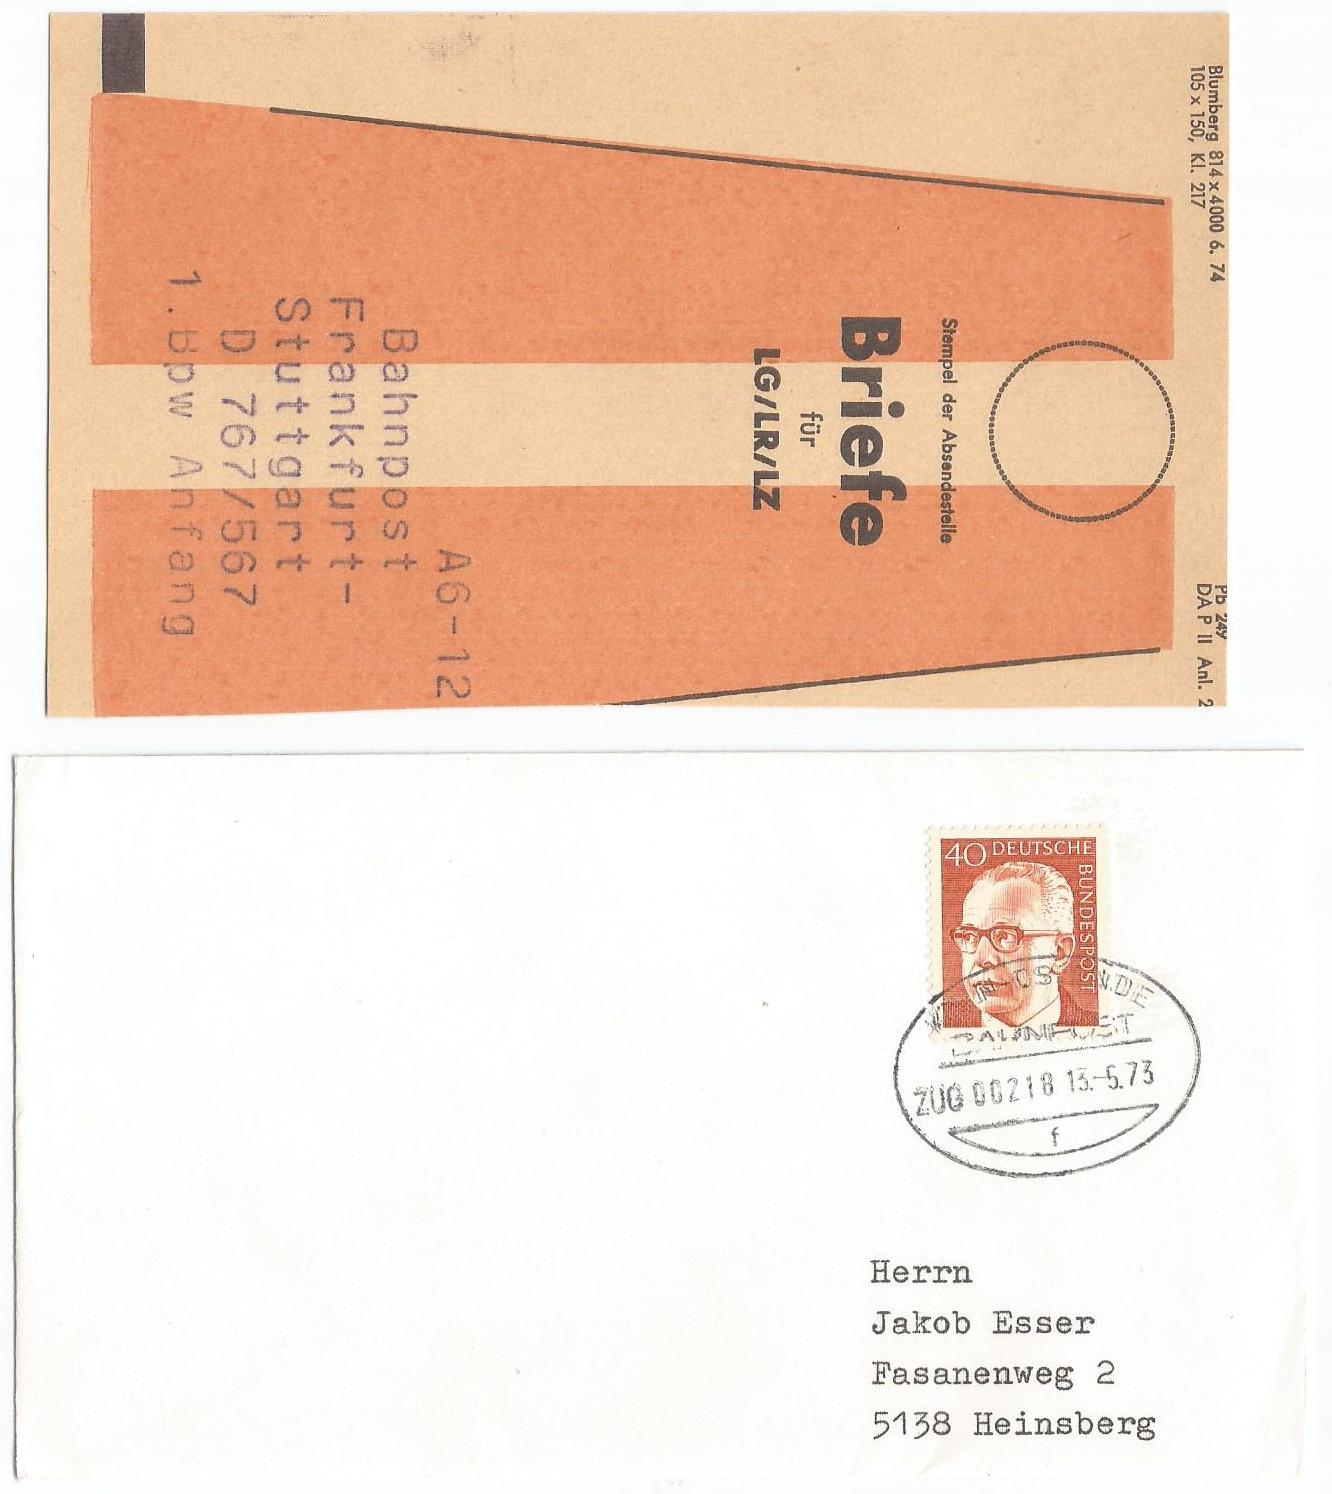 Blumberg 814 x 4000 6. 74
105 x 150, Kl. 217
Pb 249
DA P II Anl. 2
Stempel der Absendestelle
Briefe
für
LG/LR/LZ
A6-12
Bahnpost
Frankfurt-
Stuttgart
D 767/567
1. Bpw Anfang
40 DEUTSCHE BUNDESPOST
BAHNPOST
ZUG 00218 13.-5.73
f
Herrn
Jakob Esser
Fasanenweg 2
5138 Heinsberg